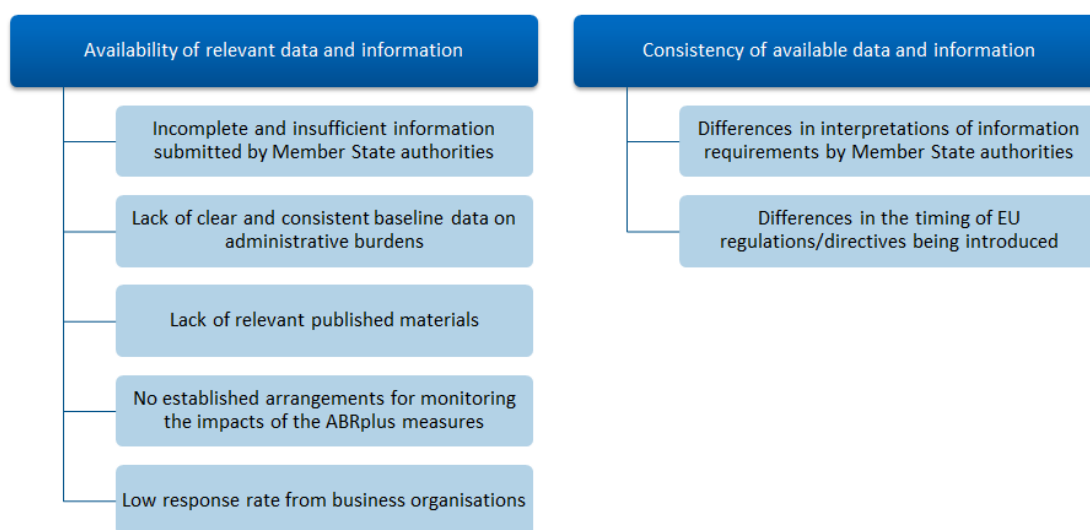 Availability of relevant data and information
Incomplete and insufficient information
submitted by Member State authorities
Lack of clear and consistent baseline data on
administrative burdens
Lack of relevant published materials
No established arrangements for monitoring
the impacts of the ABRplus measures
Low response rate from business organisations
Consistency of available data and information
Differences in interpretations of information
requirements by Member State authorities
Differences in the timing of EU
regulations/directives being introduced